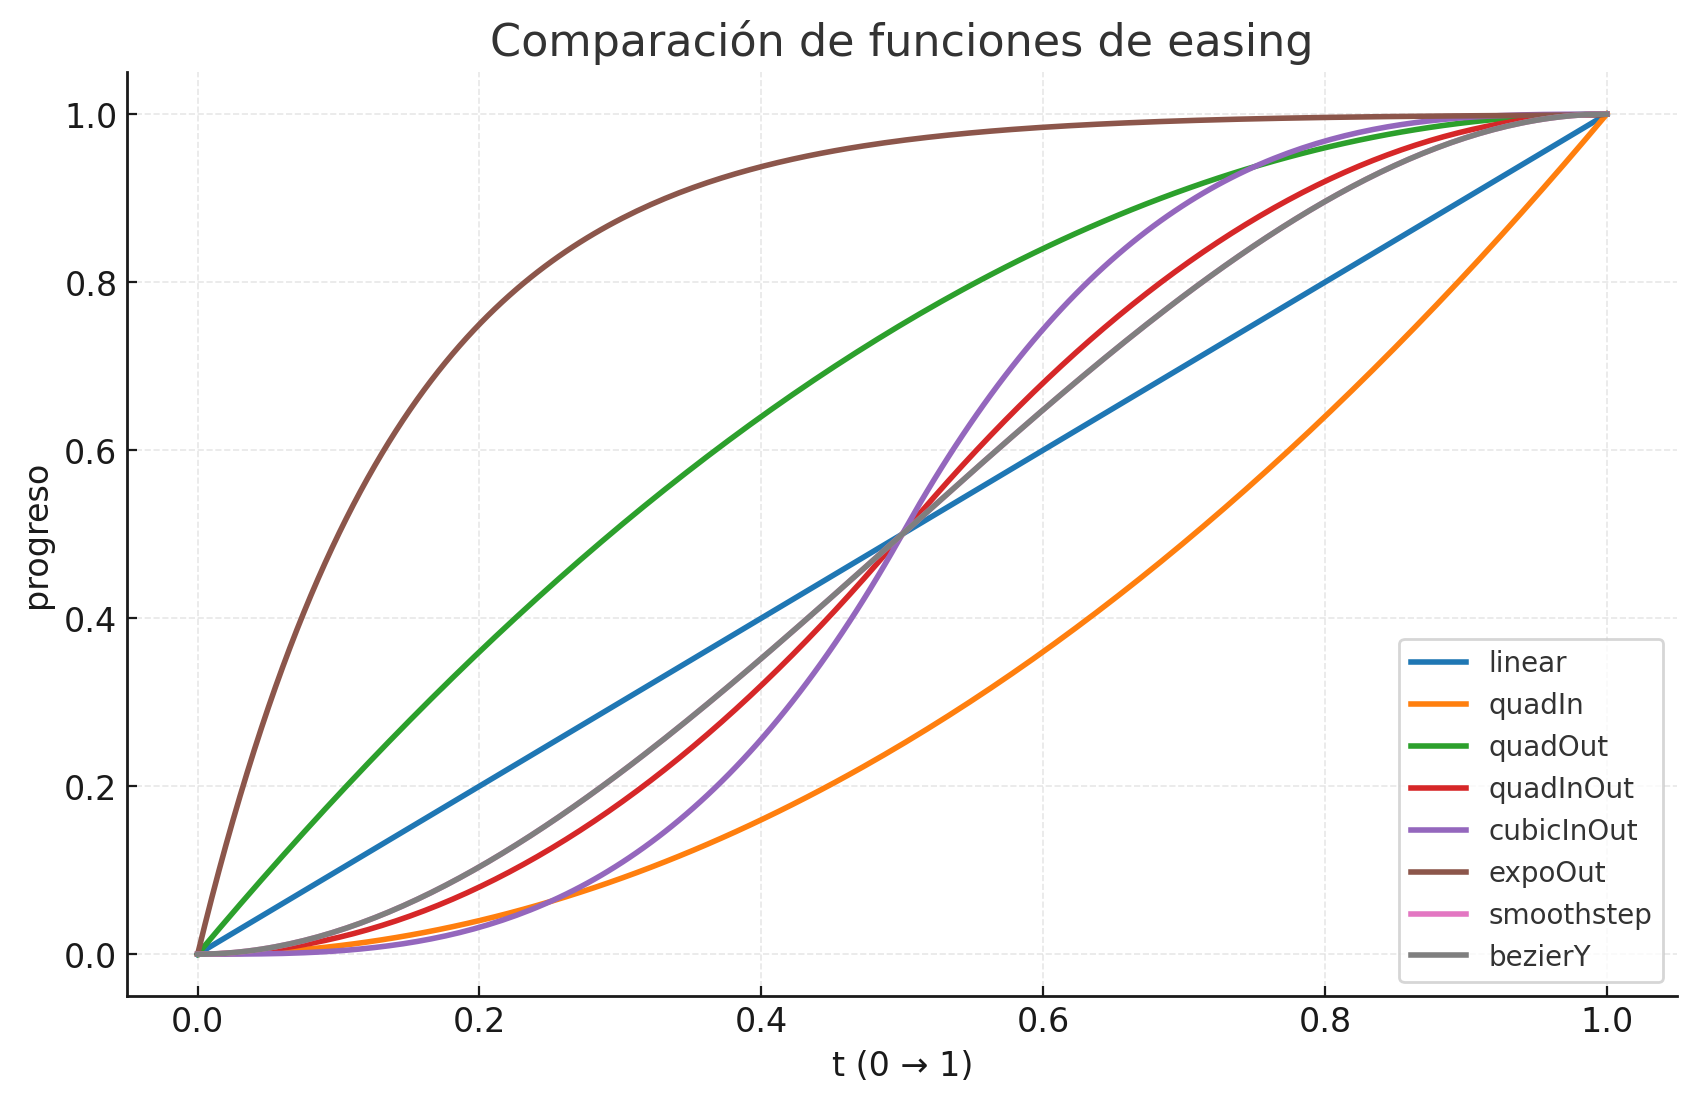 Comparación de funciones de easing
1.0
0.8
0.6
0.4
0.2
0.0
progreso
0.0 0.2 0.4 0.6 0.8 1.0
t (0 → 1)
linear
quadIn
quadOut
quadInOut
cubicInOut
expoOut
smoothstep
bezierY